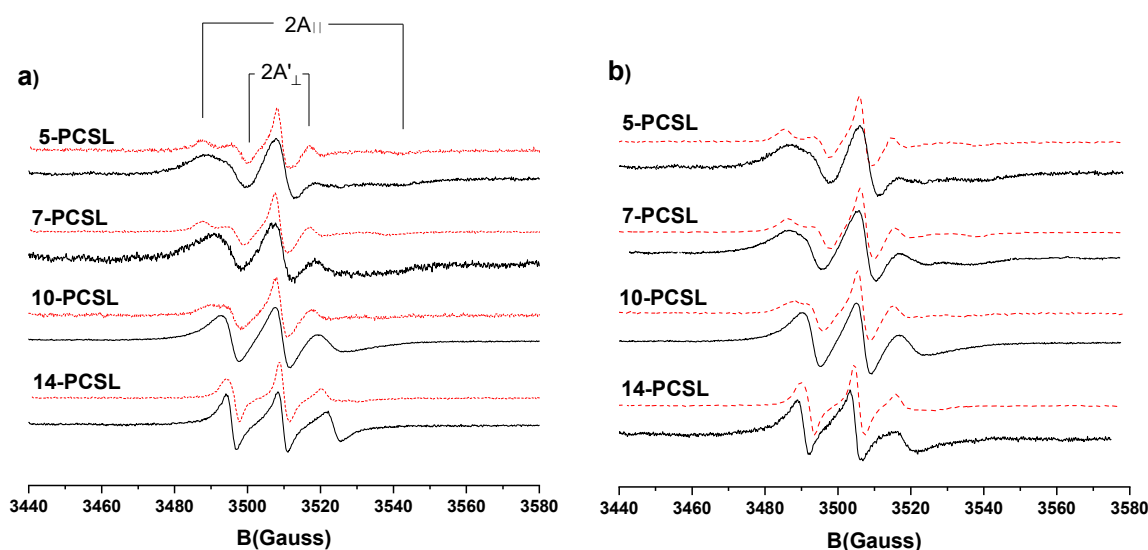 a)
2A||
2A'⊥
5-PCSL
7-PCSL
10-PCSL
14-PCSL
3440 3460 3480 3500 3520 3540 3560 3580
B(Gauss)
b)
5-PCSL
7-PCSL
10-PCSL
14-PCSL
3440 3460 3480 3500 3520 3540 3560 3580
B(Gauss)